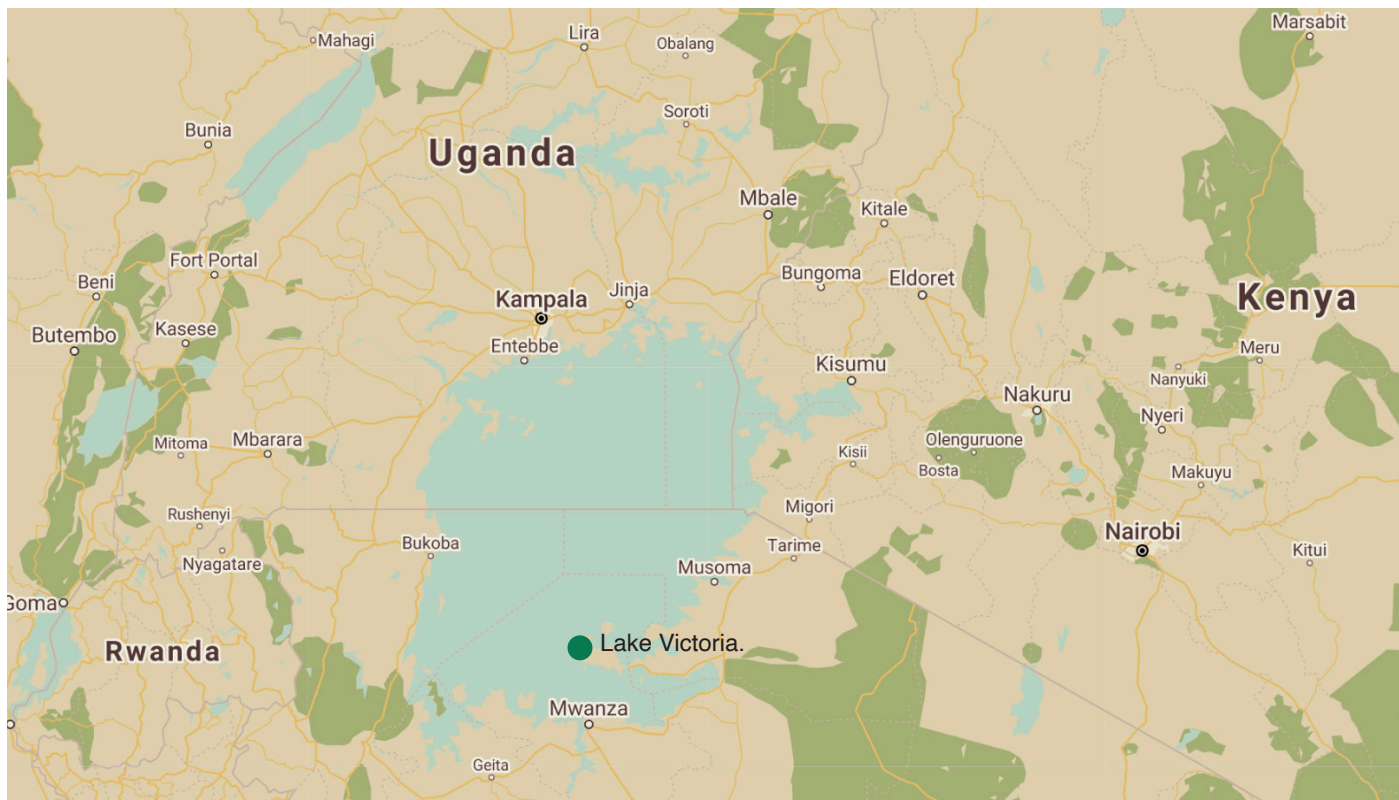 Marsabit
Mahagi
Lira
Obalang
Soroti
Bunia
Uganda
Mbale
Kitale
Fort Portal
Bungoma
Eldoret
Beni
Kampala
Jinja
Kenya
Butembo
Kasese
Entebbe
Kisumu
Meru
Nanyuki
Nakuru
Nyeri
Mitoma
Mbarara
Olenguruone
Kisii
Bosta
Makuyu
Migori
Rushenyi
Nairobi
Bukoba
Tarime
Kitui
Nyagatare
Musoma
Goma
Rwanda
Lake Victoria.
Mwanza
Geita